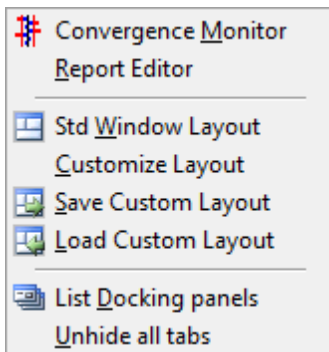 Convergence Monitor
Report Editor
Std Window Layout
Customize Layout
Save Custom Layout
Load Custom Layout
List Docking panels
Unhide all tabs